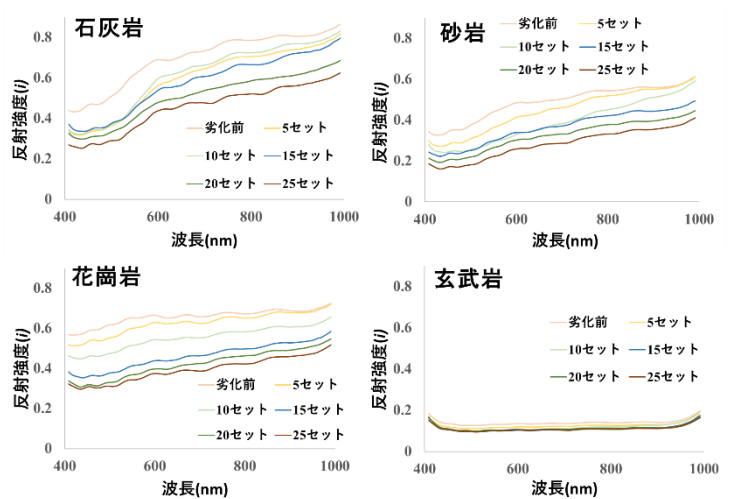 石灰岩
反射強度(i)
0.8
0.6
0.4
0.2
0
劣化前 5セット
10セット 15セット
20セット 25セット
400 600 800 1000
波長(nm)
砂岩
反射強度(i)
0.8
0.6
0.4
0.2
0
劣化前 5セット
10セット 15セット
20セット 25セット
400 600 800 1000
波長(nm)
花崗岩
反射強度(i)
0.8
0.6
0.4
0.2
0
劣化前 5セット
10セット 15セット
20セット 25セット
400 600 800 1000
波長(nm)
玄武岩
反射強度(i)
0.8
0.6
0.4
0.2
0
劣化前 5セット
10セット 15セット
20セット 25セット
400 600 800 1000
波長(nm)